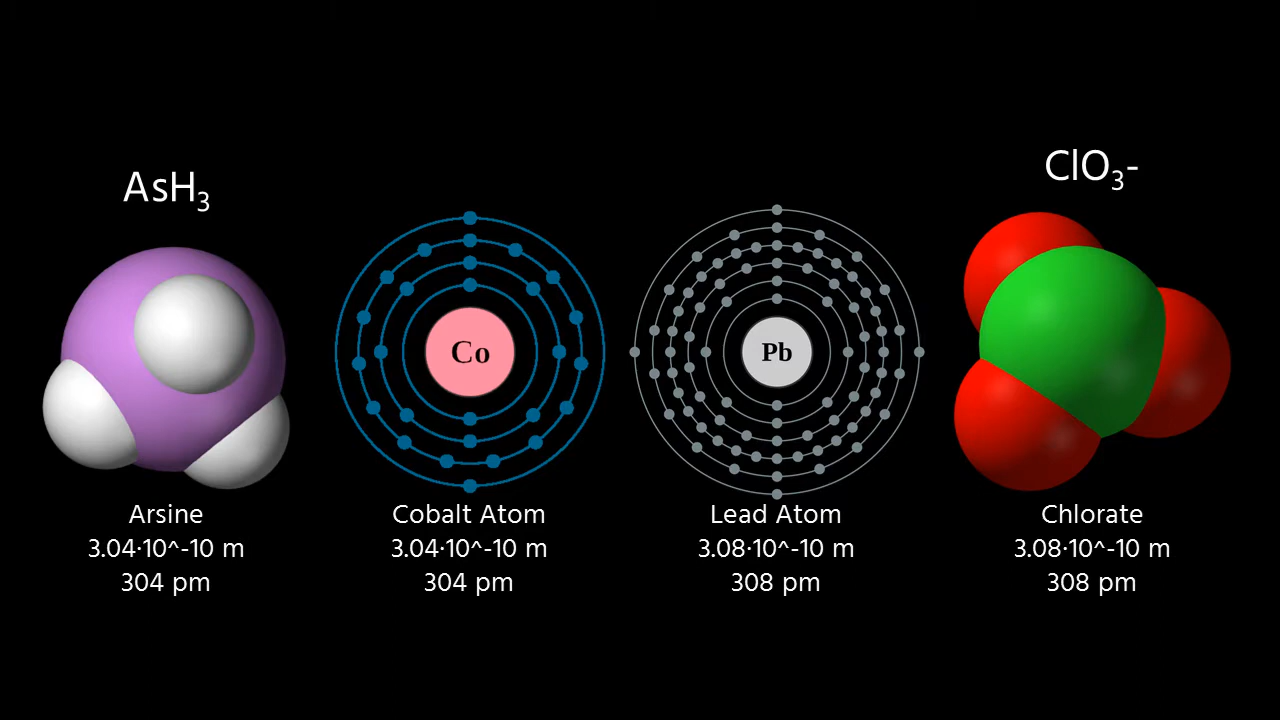 AsH₃
Co
Pb
ClO₃-
Arsine
3.04·10^-10 m
304 pm
Cobalt Atom
3.04·10^-10 m
304 pm
Lead Atom
3.08·10^-10 m
308 pm
Chlorate
3.08·10^-10 m
308 pm